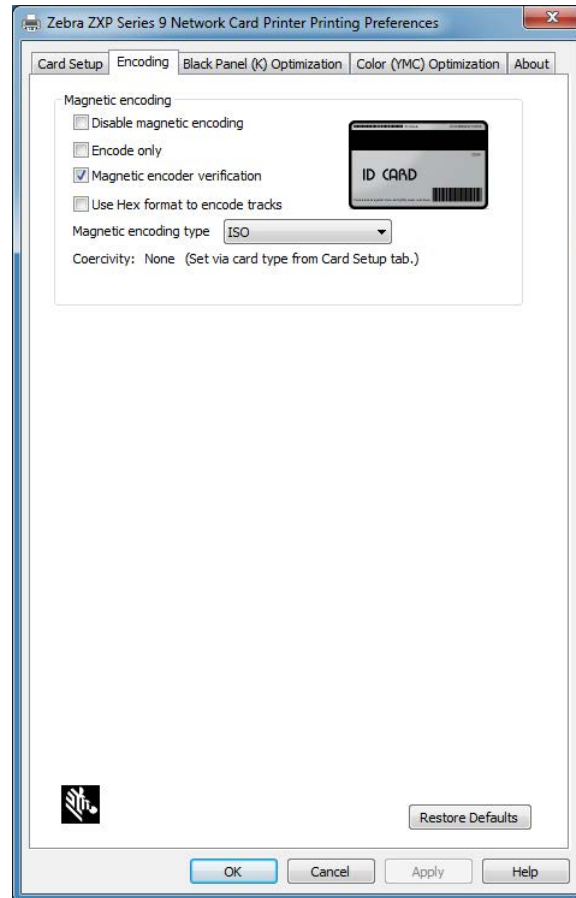 Zebra ZXP Series 9 Network Card Printer Printing Preferences
Card Setup Encoding Black Panel (K) Optimization Color (YMC) Optimization About
Magnetic encoding
Disable magnetic encoding
Encode only
Magnetic encoder verification
Use Hex format to encode tracks
ID CARD
Magnetic encoding type ISO
Coercivity: None (Set via card type from Card Setup tab.)
Restore Defaults
OK Cancel Apply Help